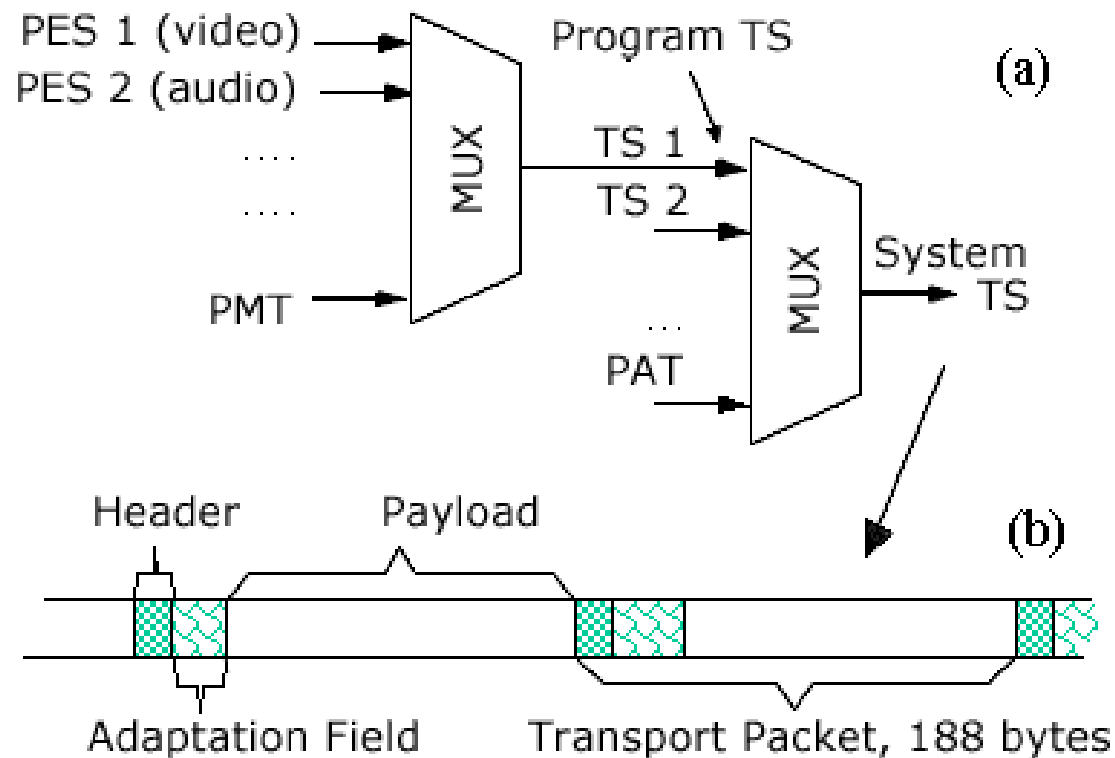 PES 1 (video)
PES 2 (audio)
....
....
PMT
MUX
Program TS
(a)
TS 1
TS 2
...
PAT
MUX
System
TS
Header
Payload
(b)
Adaptation Field
Transport Packet, 188 bytes